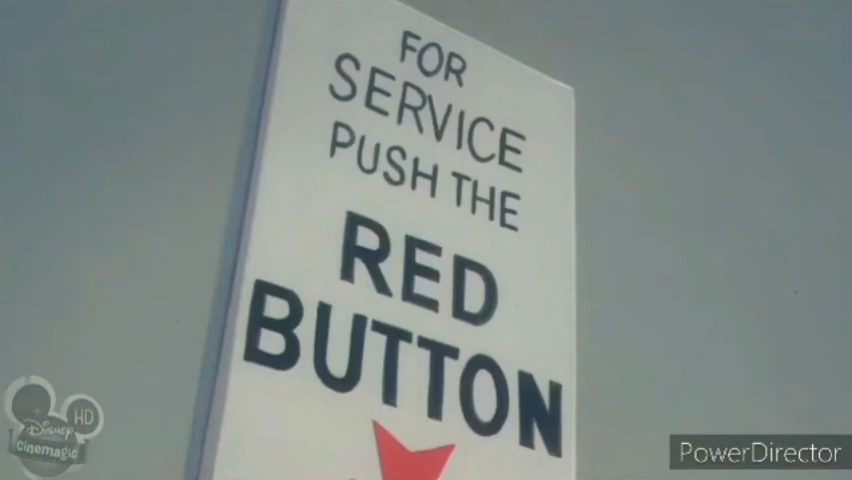 FOR
SERVICE
PUSH THE
RED
BUTTON
Disney
HD
cinemagic
PowerDirector